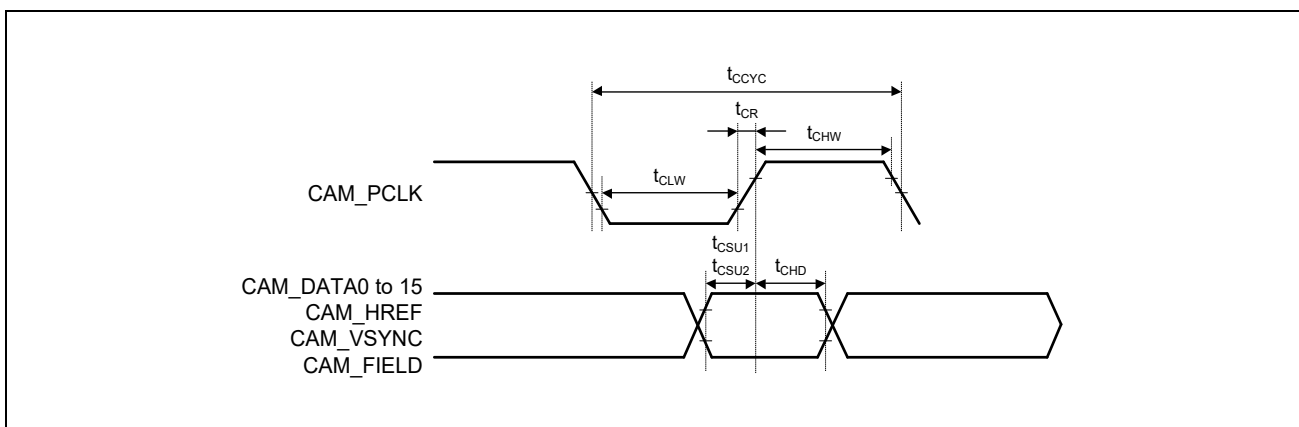 tCCYC
tCR
tCHW
tCLW
CAM_PCLK
tCSU1
tCSU2
tCHD
CAM_DATA0 to 15
CAM_HREF
CAM_VSYNC
CAM_FIELD